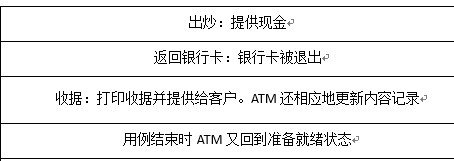 出炒：提供现金
返回银行卡：银行卡被退出
收据：打印收据并提供给客户。ATM 还相应地更新内容记录
用例结束时 ATM 又回到准备就绪状态